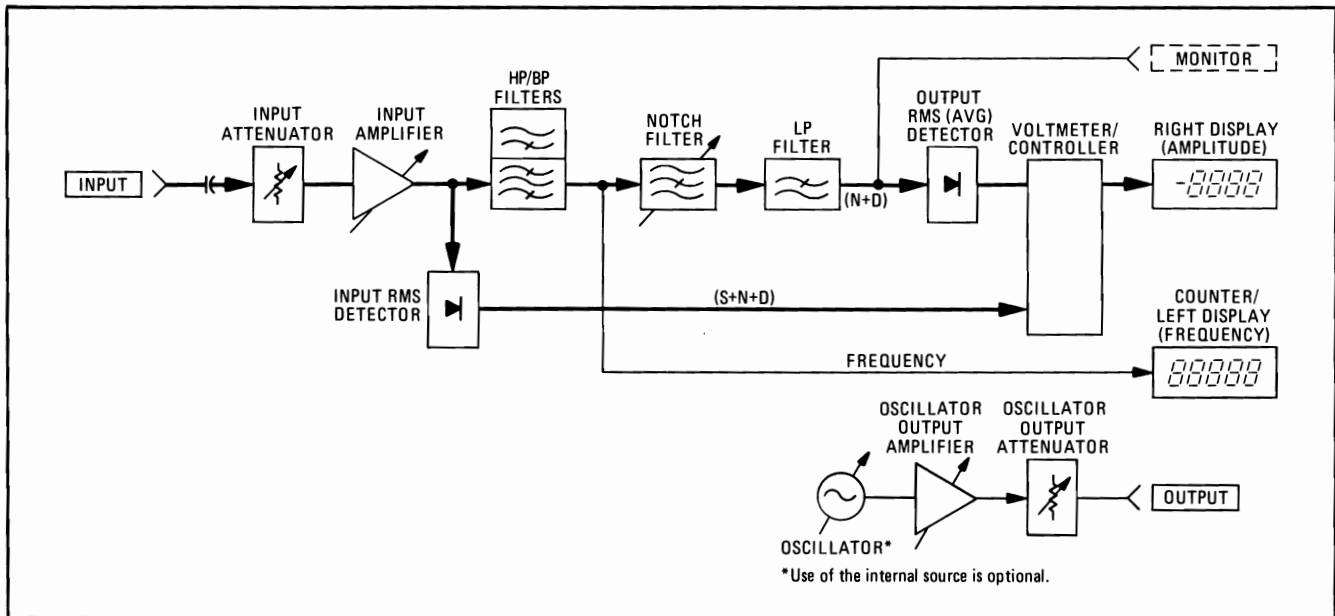 MONITOR
HP/BP
FILTERS
INPUT
ATTENUATOR
INPUT
AMPLIFIER
NOTCH
FILTER
LP
FILTER
OUTPUT
RMS (AVG)
DETECTOR
VOLTMETER/
CONTROLLER
RIGHT DISPLAY
(AMPLITUDE)
INPUT
(N+D)
-8888
INPUT RMS
DETECTOR
(S+N+D)
COUNTER/
LEFT DISPLAY
(FREQUENCY)
FREQUENCY
88888
OSCILLATOR
OUTPUT
AMPLIFIER
OSCILLATOR
OUTPUT
ATTENUATOR
OUTPUT
OSCILLATOR*
*Use of the internal source is optional.